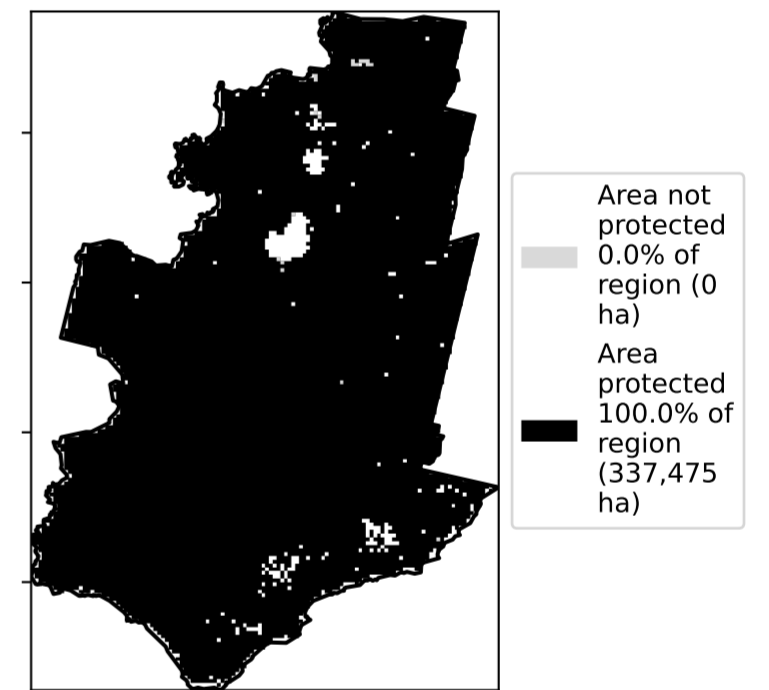 Area not
protected
0.0% of
region (0
ha)
Area
protected
100.0% of
region
(337,475
ha)